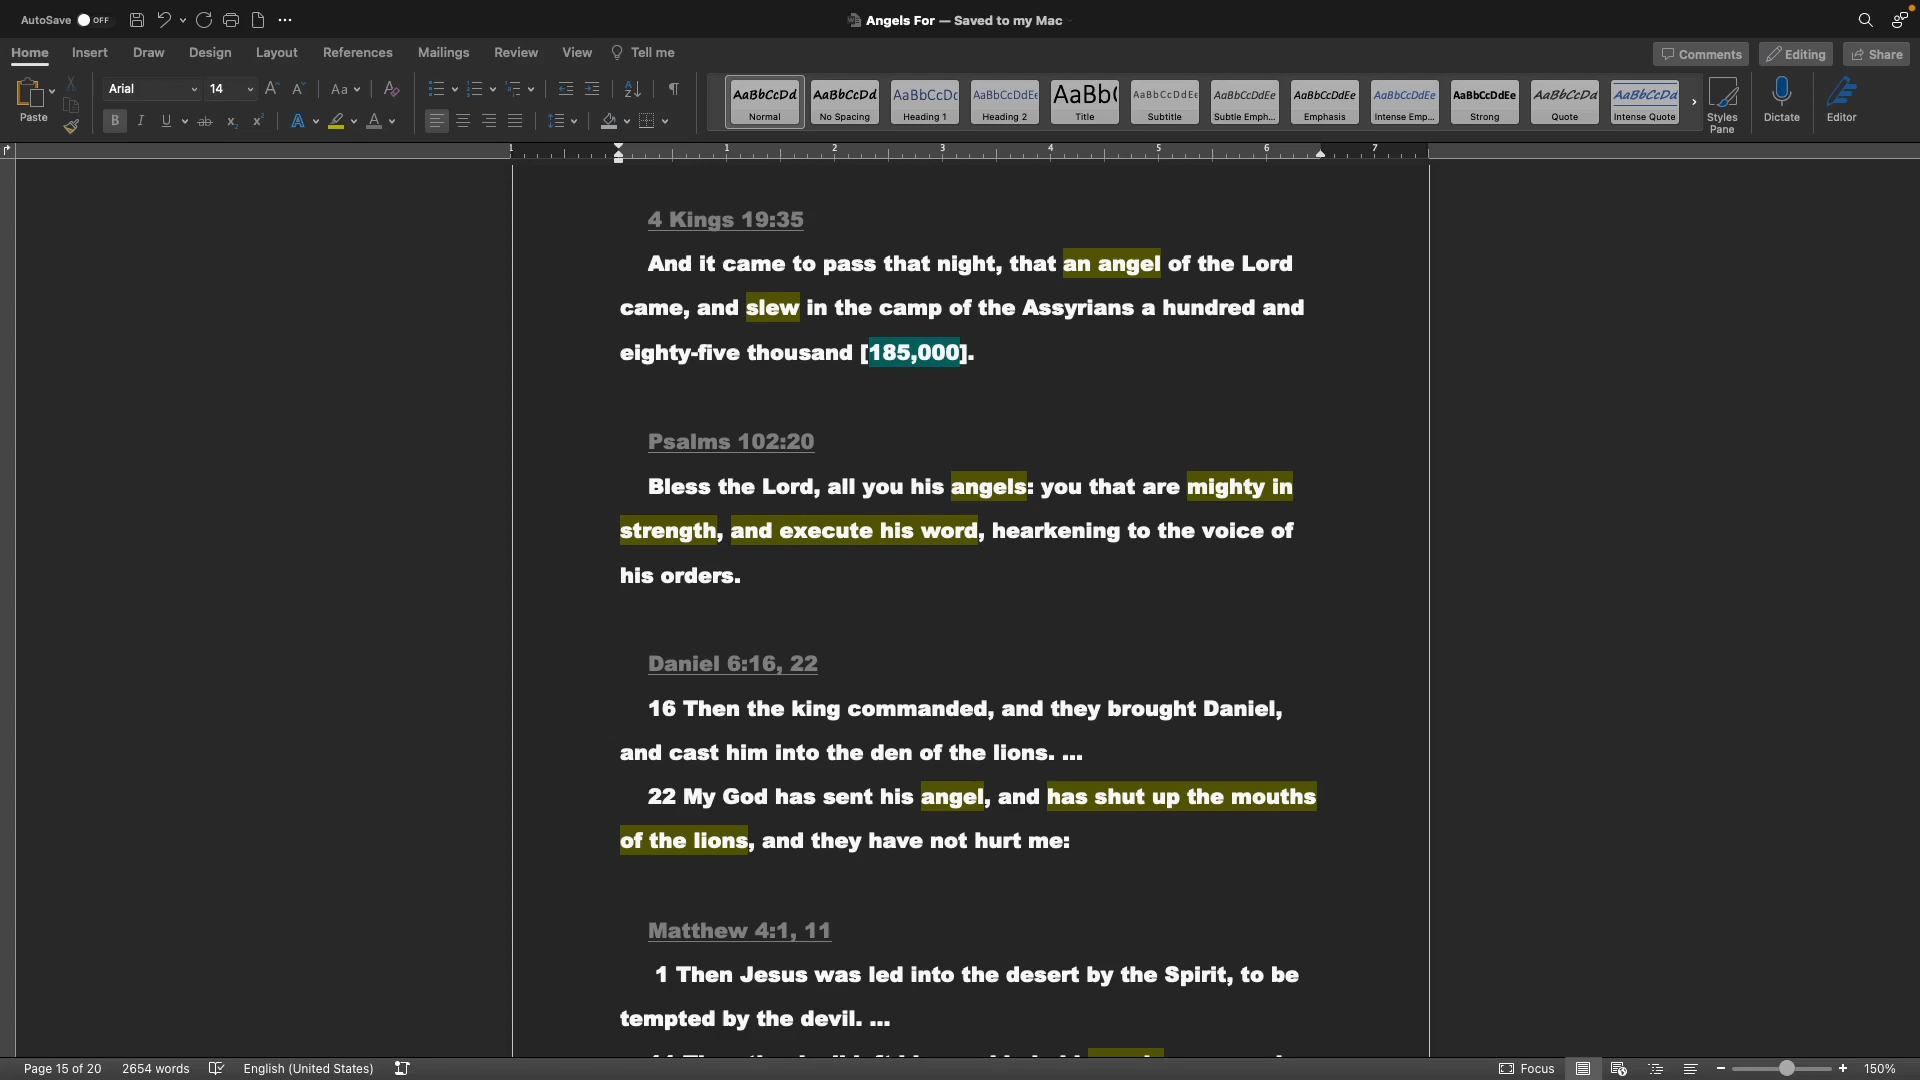 AutoSave OFF
Angels For — Saved to my Mac
Home Insert Draw Design Layout References Mailings Review View Tell me
Comments Editing Share
Paste
Arial 14
Aa
AaBbCcDd AaBbCcDd AaBbCcDc AaBbCcDdEe AaBb( AaBbCcDdEe AaBbCcDdEe AaBbCcDdEe AaBbCcDdEe AaBbCcDdEe AaBbCcDd AaBbCcDd
Normal No Spacing Heading 1 Heading 2 Title Subtitle Subtle Emph... Emphasis Intense Emp... Strong Quote Intense Quote
Styles Pane
Dictate
Editor
1 1 2 3 4 5 6 7
4 Kings 19:35
And it came to pass that night, that an angel of the Lord
came, and slew in the camp of the Assyrians a hundred and
eighty-five thousand [185,000].
Psalms 102:20
Bless the Lord, all you his angels: you that are mighty in
strength, and execute his word, hearkening to the voice of
his orders.
Daniel 6:16, 22
16 Then the king commanded, and they brought Daniel,
and cast him into the den of the lions. ...
22 My God has sent his angel, and has shut up the mouths
of the lions, and they have not hurt me:
Matthew 4:1, 11
1 Then Jesus was led into the desert by the Spirit, to be
tempted by the devil. ...
Page 15 of 20 2654 words English (United States) Focus 150%